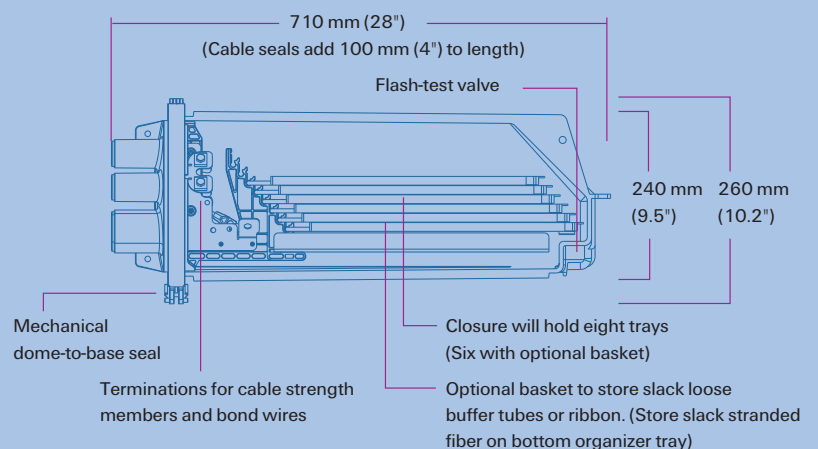 710 mm (28")
(Cable seals add 100 mm (4") to length)
Flash-test valve
240 mm
(9.5")
260 mm
(10.2")
Mechanical
dome-to-base seal
Terminations for cable strength
members and bond wires
Closure will hold eight trays
(Six with optional basket)
Optional basket to store slack loose
buffer tubes or ribbon. (Store slack stranded
fiber on bottom organizer tray)